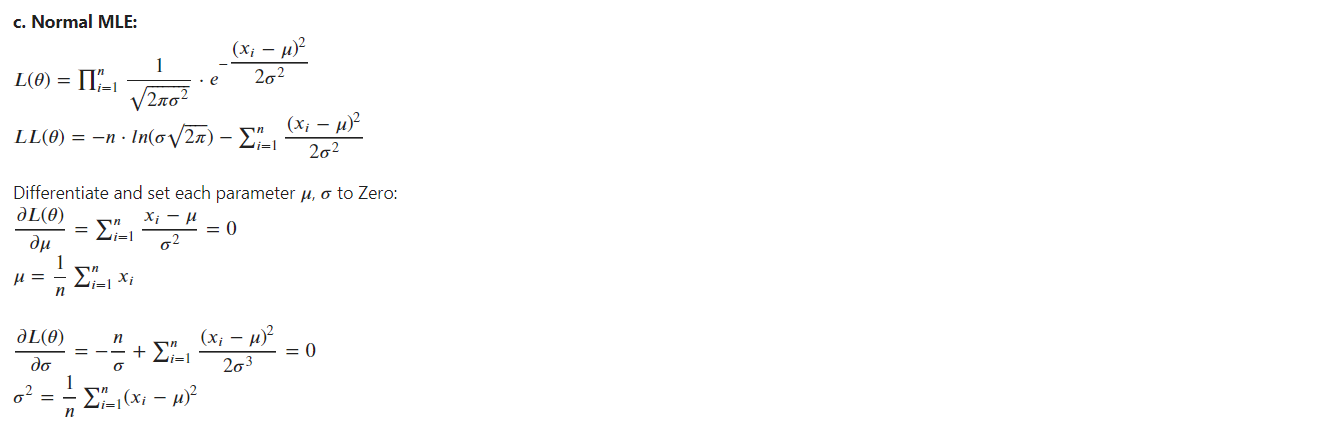 c. Normal MLE:
L(θ) = ∏ⁿᵢ₌₁ 1/√(2πσ²) · e^(−(xᵢ − μ)²/(2σ²))
LL(θ) = −n · ln(σ√(2π)) − ∑ⁿᵢ₌₁ (xᵢ − μ)²/(2σ²)
Differentiate and set each parameter μ, σ to Zero:
∂L(θ)/∂μ = ∑ⁿᵢ₌₁ (xᵢ − μ)/σ² = 0
μ = 1/n ∑ⁿᵢ₌₁ xᵢ
∂L(θ)/∂σ = −n/σ + ∑ⁿᵢ₌₁ (xᵢ − μ)²/(2σ³) = 0
σ² = 1/n ∑ⁿᵢ₌₁(xᵢ − μ)²